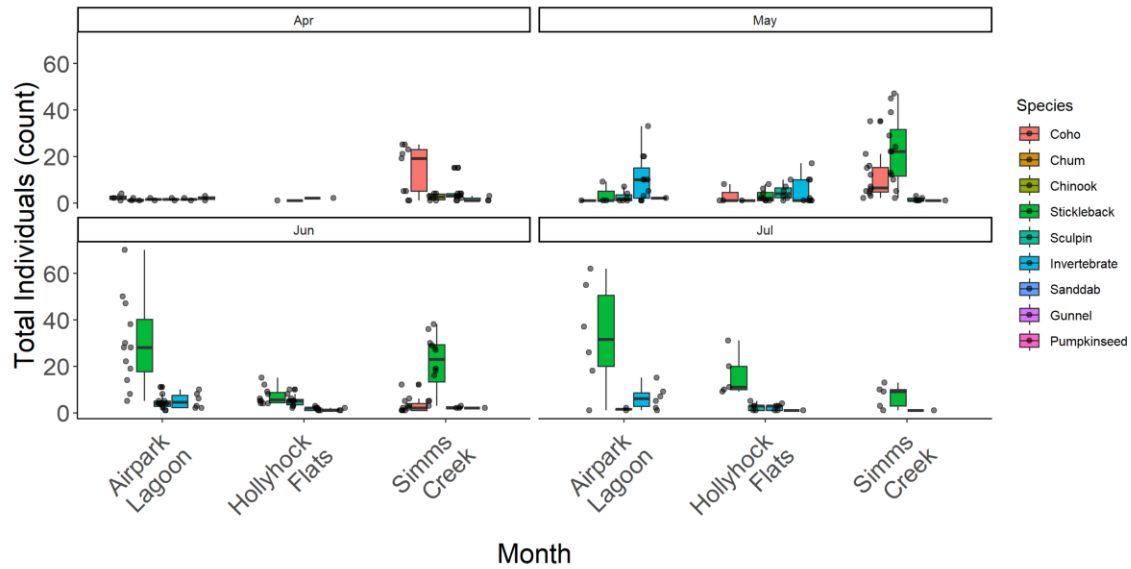 Apr
May
Total Individuals (count)
60
40
20
0
Jun
Jul
60
40
20
0
Airpark
Lagoon
Hollyhock
Flats
Simms
Creek
Airpark
Lagoon
Hollyhock
Flats
Simms
Creek
Month
Species
Coho
Chum
Chinook
Stickleback
Sculpin
Invertebrate
Sanddab
Gunnel
Pumpkinseed